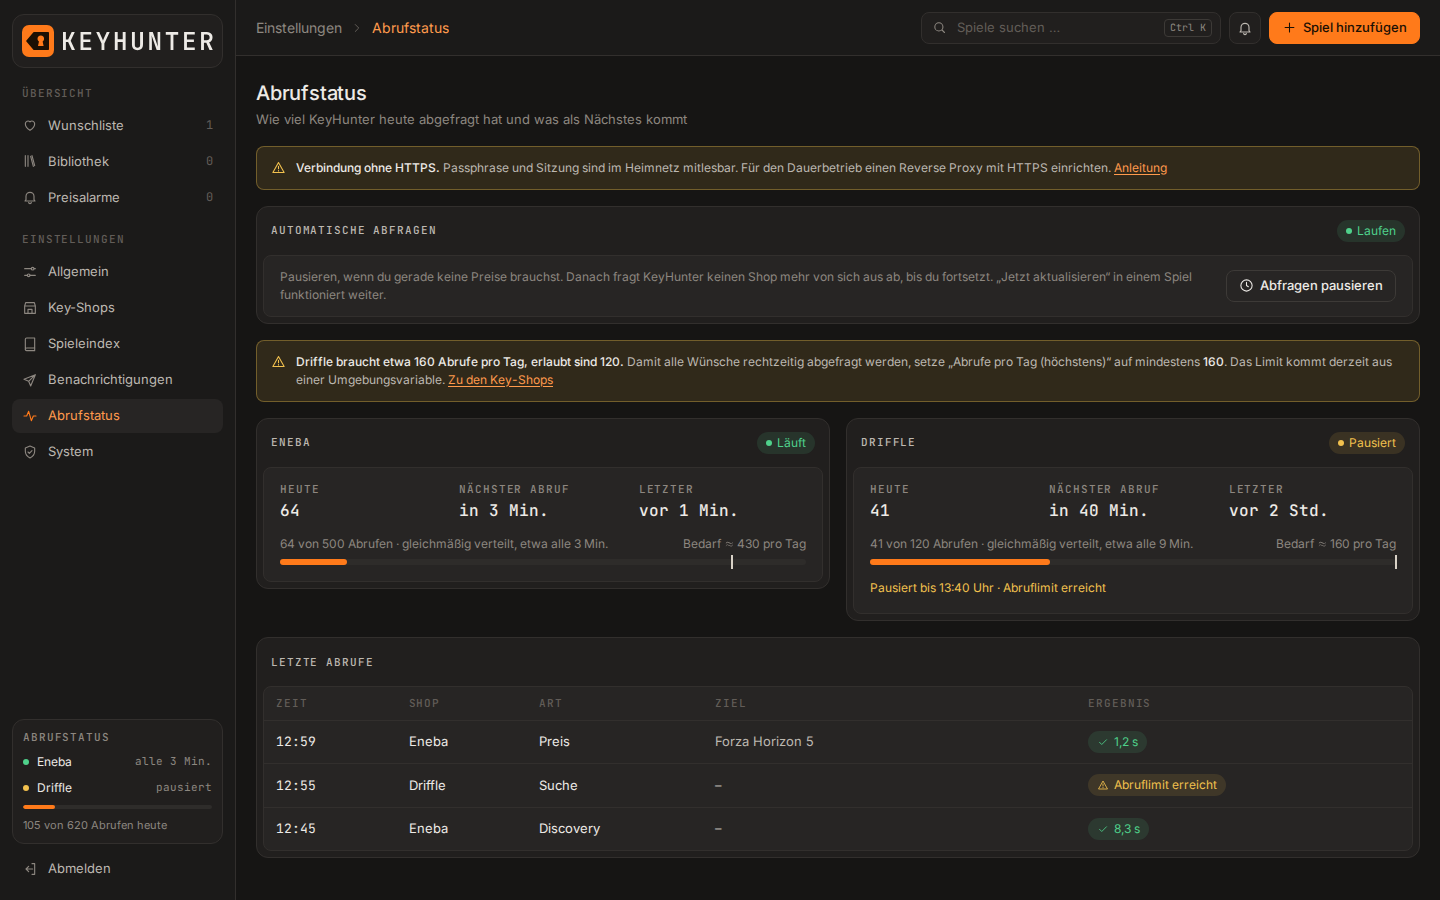 KEYHUNTER
ÜBERSICHT
Wunschliste 1
Bibliothek 0
Preisalarme 0
EINSTELLUNGEN
Allgemein
Key-Shops
Spieleindex
Benachrichtigungen
Abrufstatus
System
ABRUFSTATUS
Eneba alle 3 Min.
Driffle pausiert
105 von 620 Abrufen heute
Abmelden
Einstellungen Abrufstatus
Spiele suchen ... Ctrl K
Spiel hinzufügen
Abrufstatus
Wie viel KeyHunter heute abgefragt hat und was als Nächstes kommt
Verbindung ohne HTTPS. Passphrase und Sitzung sind im Heimnetz mitlesbar. Für den Dauerbetrieb einen Reverse Proxy mit HTTPS einrichten. Anleitung
AUTOMATISCHE ABFRAGEN Laufen
Pausieren, wenn du gerade keine Preise brauchst. Danach fragt KeyHunter keinen Shop mehr von sich aus ab, bis du fortsetzt. „Jetzt aktualisieren“ in einem Spiel
funktioniert weiter.
Abfragen pausieren
Driffle braucht etwa 160 Abrufe pro Tag, erlaubt sind 120. Damit alle Wünsche rechtzeitig abgefragt werden, setze „Abrufe pro Tag (höchstens)“ auf mindestens 160. Das Limit kommt derzeit aus
einer Umgebungsvariable. Zu den Key-Shops
ENEBA Läuft
HEUTE NÄCHSTER ABRUF LETZTER
64 in 3 Min. vor 1 Min.
64 von 500 Abrufen · gleichmäßig verteilt, etwa alle 3 Min. Bedarf ≈ 430 pro Tag
DRIFFLE Pausiert
HEUTE NÄCHSTER ABRUF LETZTER
41 in 40 Min. vor 2 Std.
41 von 120 Abrufen · gleichmäßig verteilt, etwa alle 9 Min. Bedarf ≈ 160 pro Tag
Pausiert bis 13:40 Uhr · Abruflimit erreicht
LETZTE ABRUFE
ZEIT SHOP ART ZIEL ERGEBNIS
12:59 Eneba Preis Forza Horizon 5 1,2 s
12:55 Driffle Suche – Abruflimit erreicht
12:45 Eneba Discovery – 8,3 s